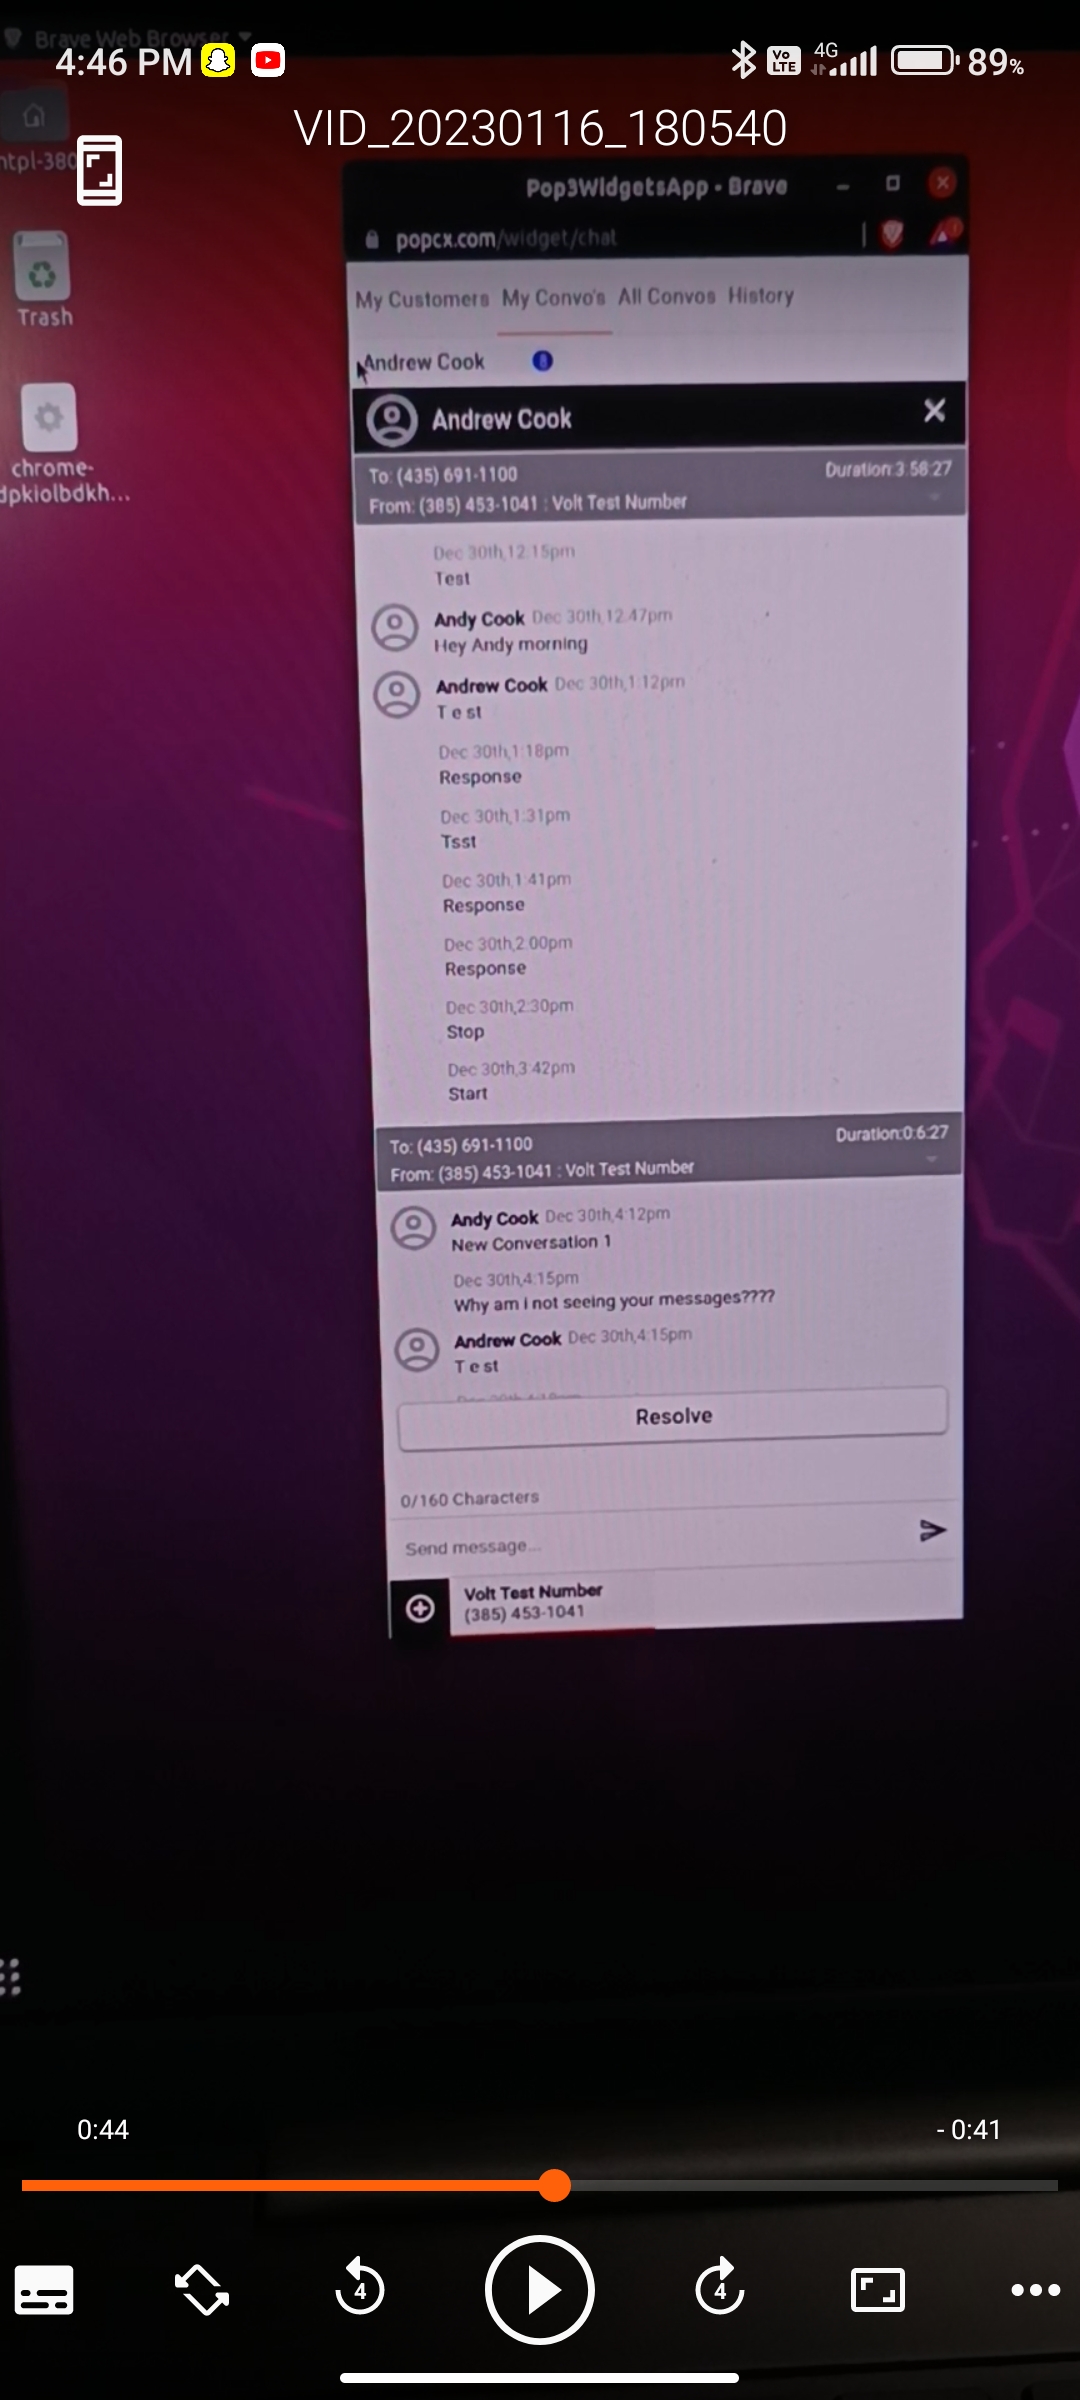 Brave Web Browser
4:46 PM
4G
Vo
LTE
89%
VID_20230116_180540
Pop3WidgetsApp - Brave
popcx.com/widget/chat
Trash
chrome-
My Customers My Convo's All Convos History
Andrew Cook
Andrew Cook
To: (435) 691-1100
Duration:3:58:27
From: (385) 453-1041 : Volt Test Number
Dec 30th,12:15pm
Test
Andy Cook Dec 30th,12:47pm
Hey Andy morning
Andrew Cook Dec 30th,1:12pm
T e st
Dec 30th,1:18pm
Response
Dec 30th,1:31pm
Tsst
Dec 30th,1:41pm
Response
Dec 30th,2:00pm
Response
Dec 30th,2:30pm
Stop
Dec 30th,3:42pm
Start
To: (435) 691-1100
Duration:0:6:27
From: (385) 453-1041 : Volt Test Number
Andy Cook Dec 30th,4:12pm
New Conversation 1
Dec 30th,4:15pm
Why am i not seeing your messages????
Andrew Cook Dec 30th,4:15pm
T e st
Resolve
0/160 Characters
Send message...
Volt Test Number
(385) 453-1041
0:44
- 0:41
4
4